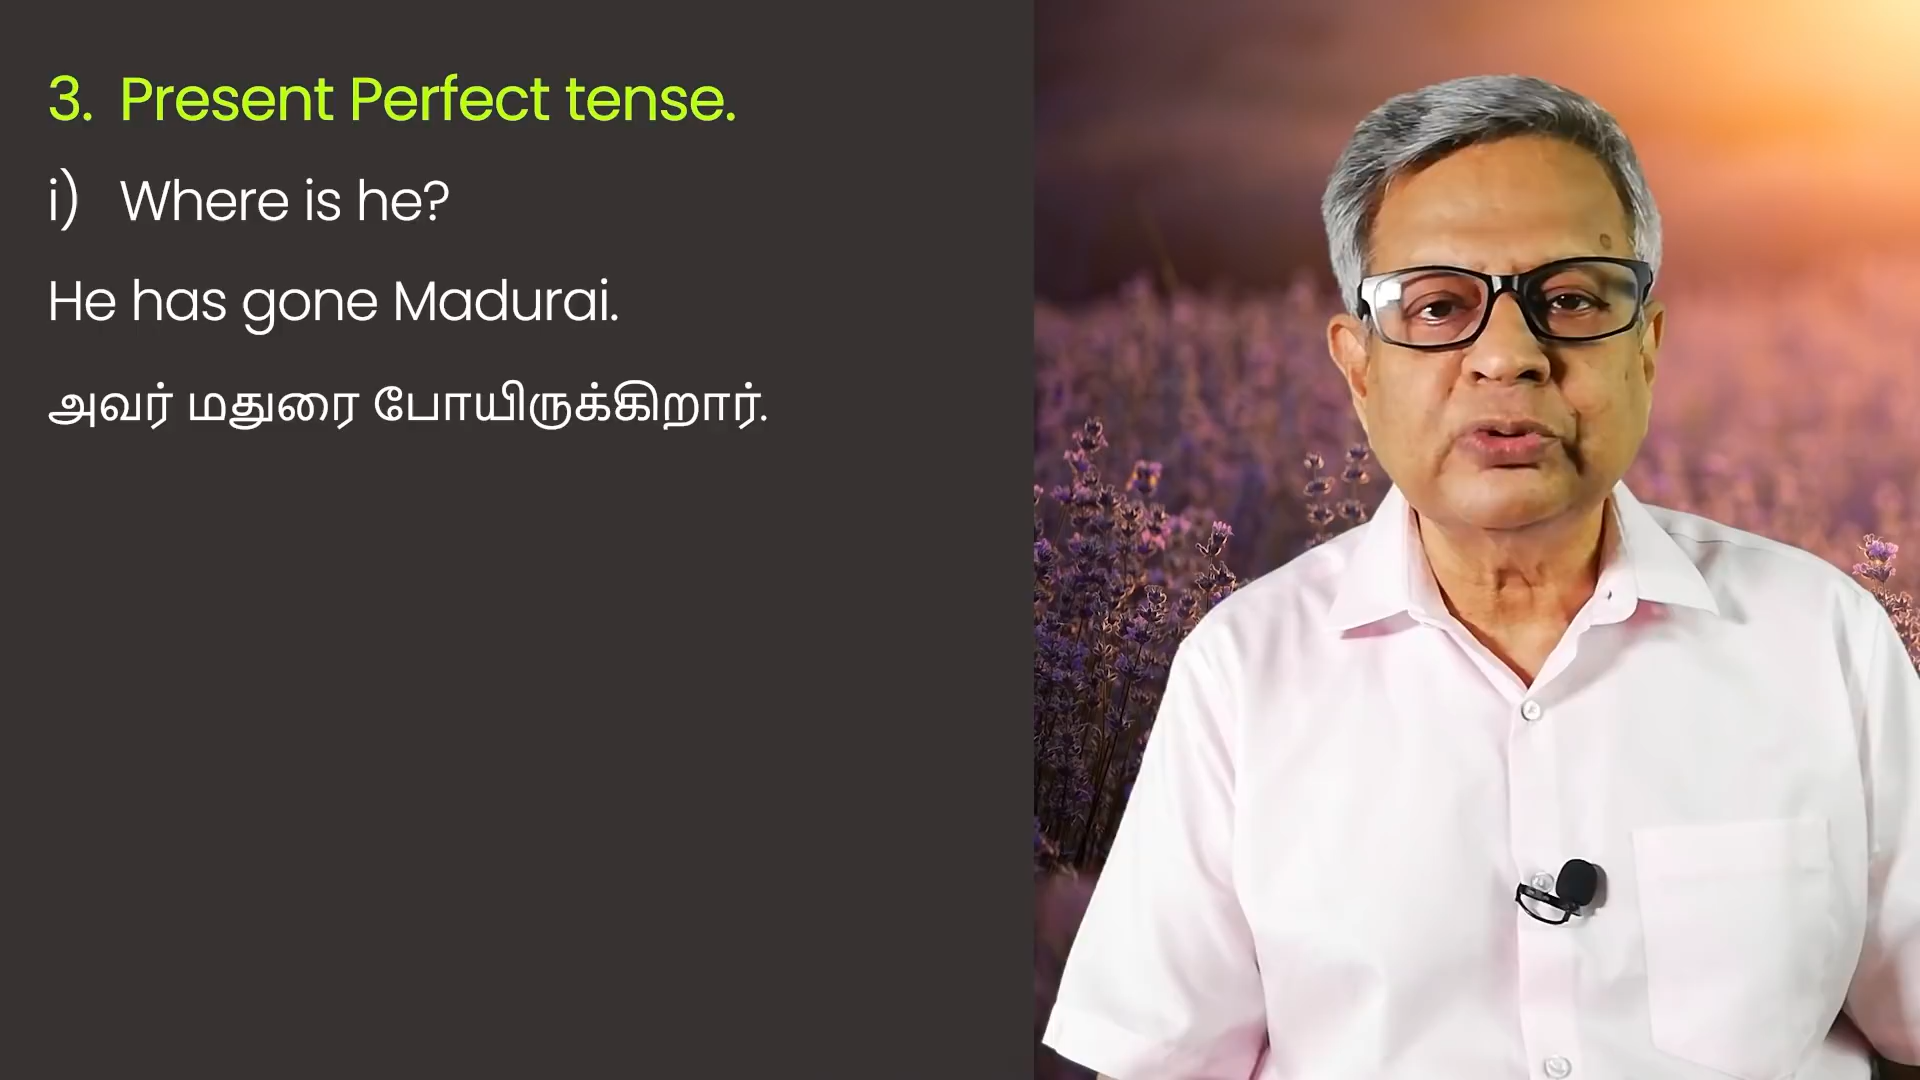 3. Present Perfect tense.
i) Where is he?
He has gone Madurai.
அவர் மதுரை போயிருக்கிறார்.